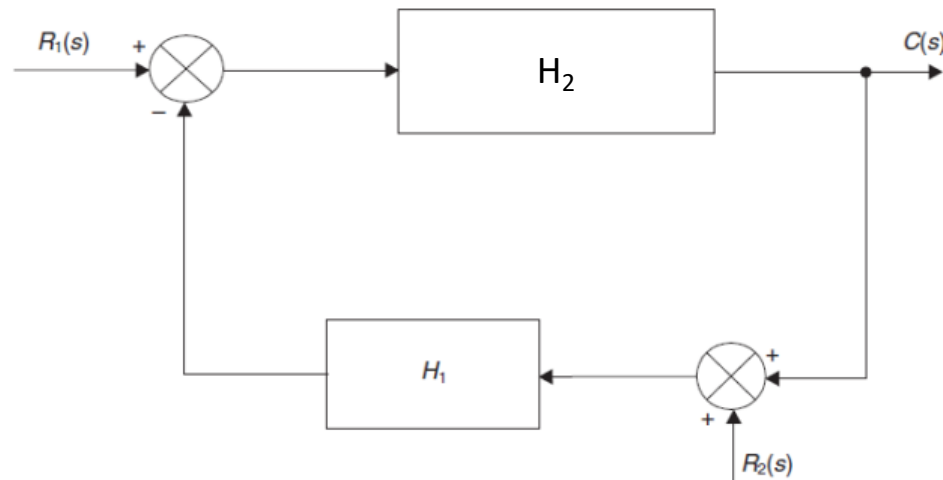 R₁(s)
+
H₂
C(s)
−
H₁
+
+
R₂(s)